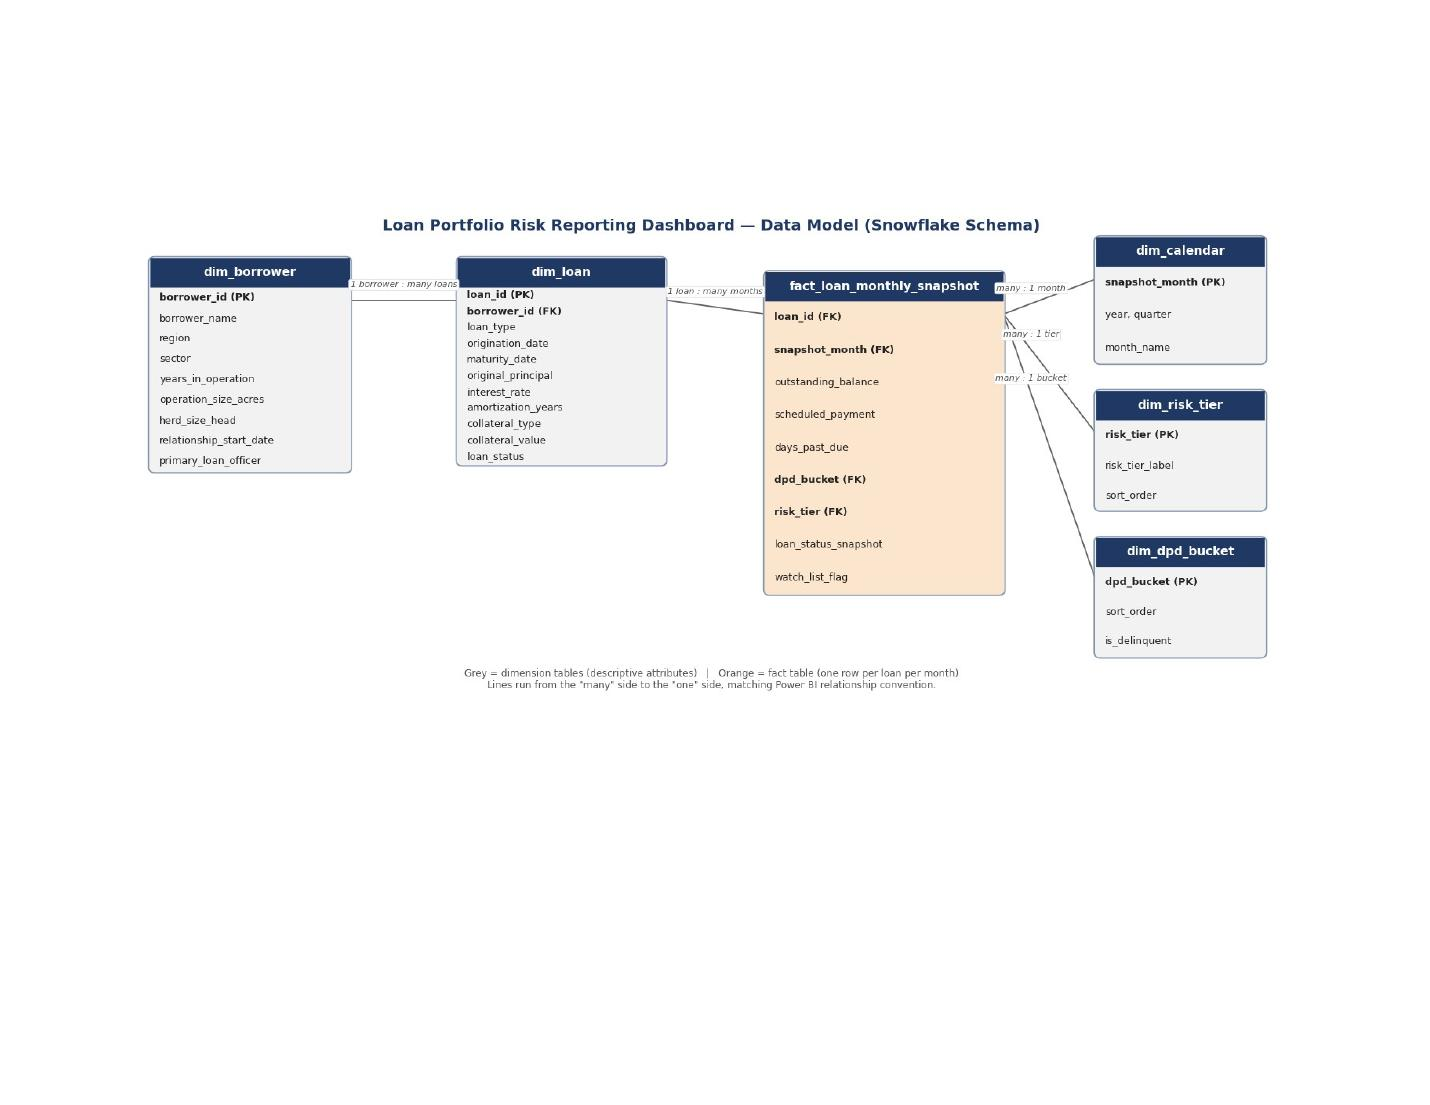 Loan Portfolio Risk Reporting Dashboard — Data Model (Snowflake Schema)
dim_borrower
borrower_id (PK)
borrower_name
region
sector
years_in_operation
operation_size_acres
herd_size_head
relationship_start_date
primary_loan_officer
1 borrower : many loans
dim_loan
loan_id (PK)
borrower_id (FK)
loan_type
origination_date
maturity_date
original_principal
interest_rate
amortization_years
collateral_type
collateral_value
loan_status
1 loan : many months
fact_loan_monthly_snapshot
loan_id (FK)
snapshot_month (FK)
outstanding_balance
scheduled_payment
days_past_due
dpd_bucket (FK)
risk_tier (FK)
loan_status_snapshot
watch_list_flag
many : 1 month
many : 1 tier
many : 1 bucket
dim_calendar
snapshot_month (PK)
year, quarter
month_name
dim_risk_tier
risk_tier (PK)
risk_tier_label
sort_order
dim_dpd_bucket
dpd_bucket (PK)
sort_order
is_delinquent
Grey = dimension tables (descriptive attributes) | Orange = fact table (one row per loan per month)
Lines run from the "many" side to the "one" side, matching Power BI relationship convention.